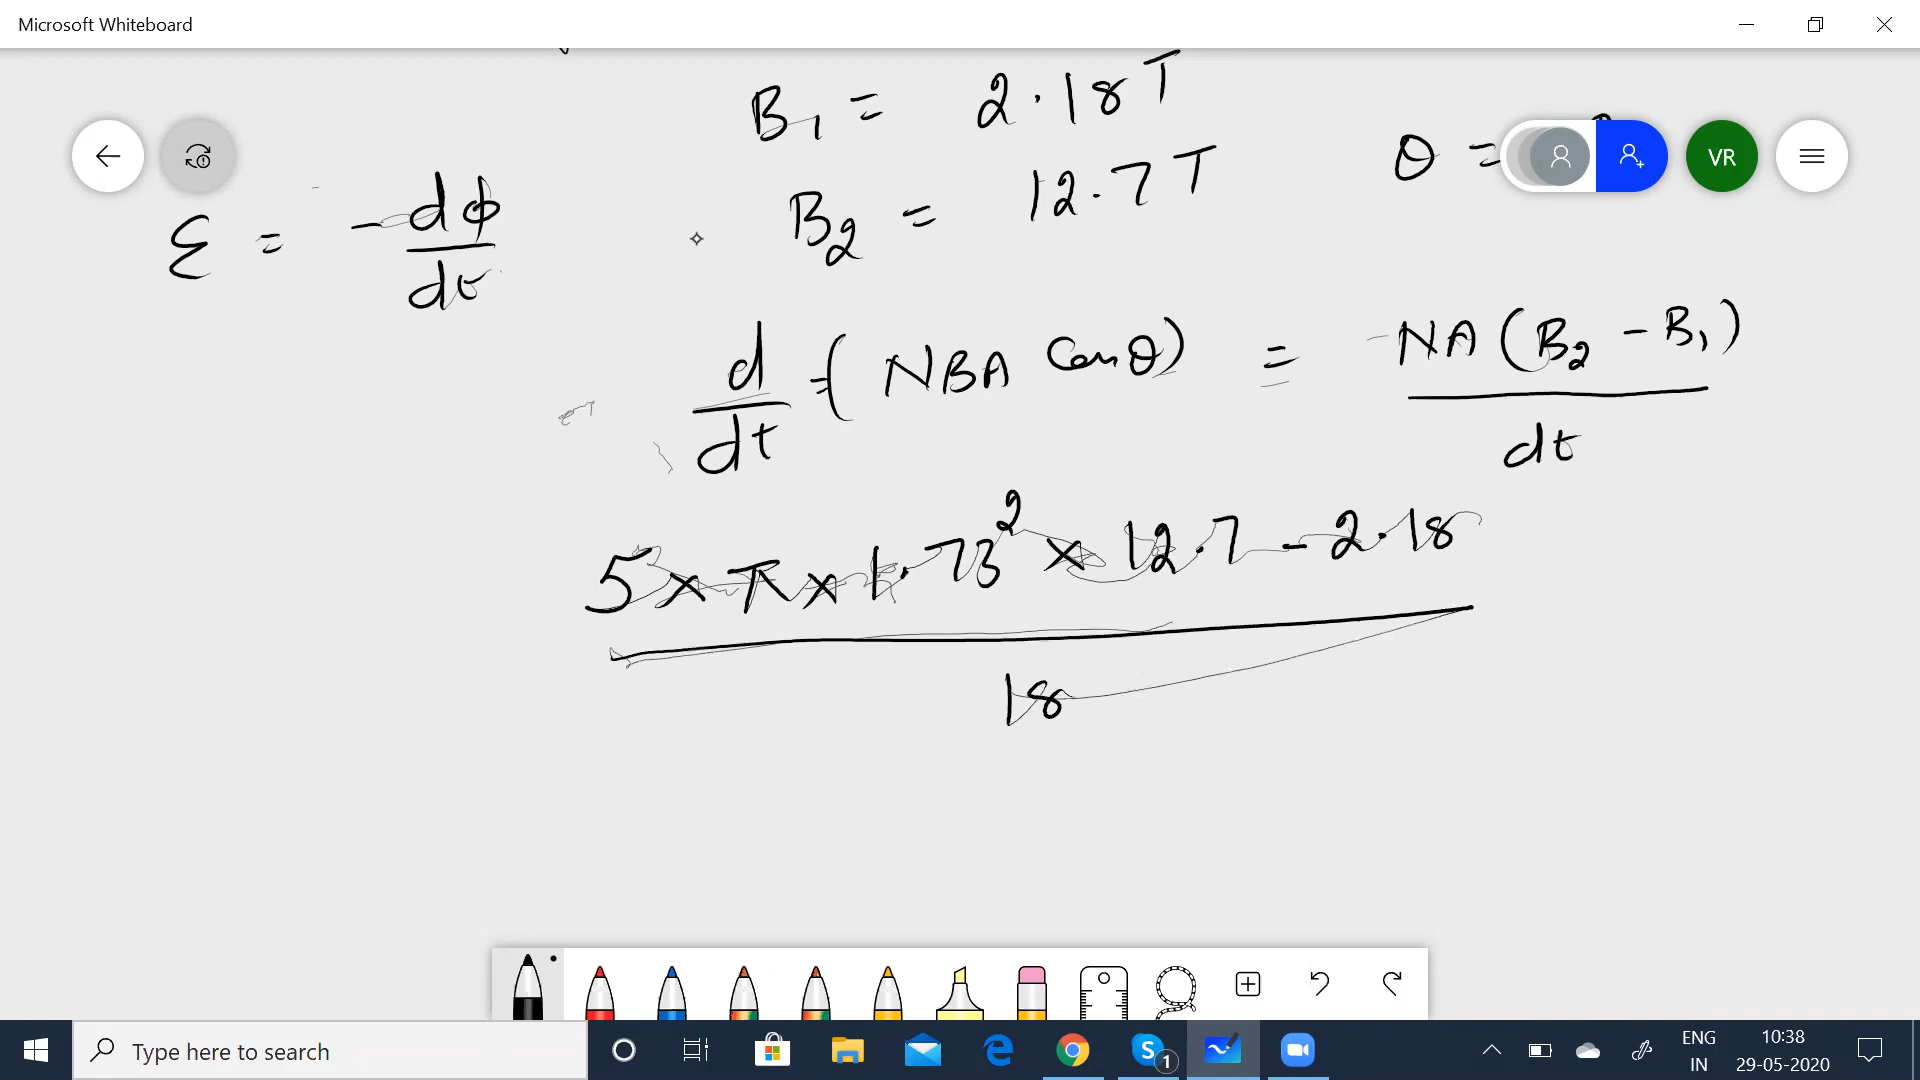 Microsoft Whiteboard
B₁ = 2.18 T
B₂ = 12.7 T
θ =
VR
ε = -dϕ/dt
d/dt (NBA Cosθ) = -NA(B₂ - B₁)/dt
5 × π × 1.73² × 12.7 - 2.18
18
Type here to search
1
ENG
IN
10:38
29-05-2020